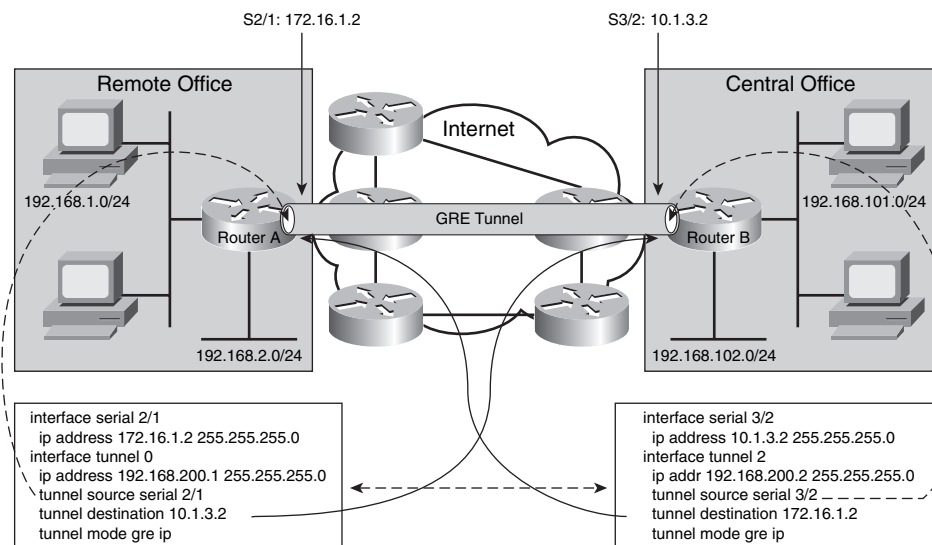 S2/1: 172.16.1.2
S3/2: 10.1.3.2
Remote Office
Central Office
Internet
192.168.1.0/24
192.168.101.0/24
GRE Tunnel
Router A
Router B
192.168.2.0/24
192.168.102.0/24
interface serial 2/1
ip address 172.16.1.2 255.255.255.0
interface tunnel 0
ip address 192.168.200.1 255.255.255.0
tunnel source serial 2/1
tunnel destination 10.1.3.2
tunnel mode gre ip
interface serial 3/2
ip address 10.1.3.2 255.255.255.0
interface tunnel 2
ip addr 192.168.200.2 255.255.255.0
tunnel source serial 3/2
tunnel destination 172.16.1.2
tunnel mode gre ip